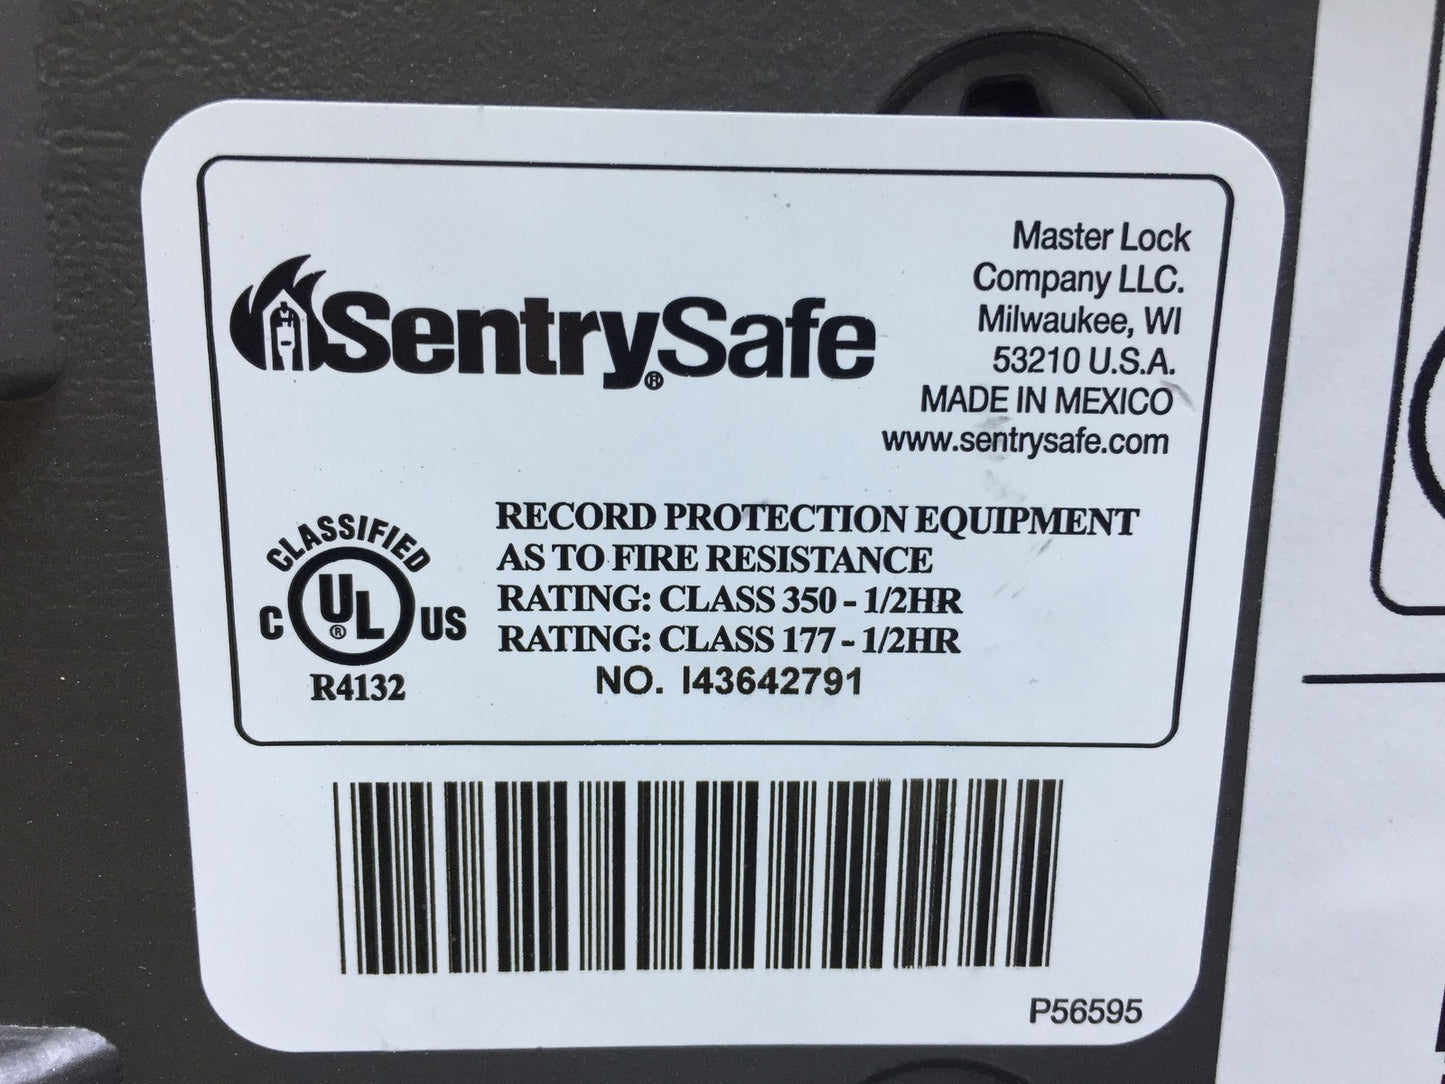 SentrySafe®
Master Lock
Company LLC.
Milwaukee, WI
53210 U.S.A.
MADE IN MEXICO
www.sentrysafe.com
CLASSIFIED
C UL® US
R4132
RECORD PROTECTION EQUIPMENT
AS TO FIRE RESISTANCE
RATING: CLASS 350 - 1/2HR
RATING: CLASS 177 - 1/2HR
NO. I43642791
P56595